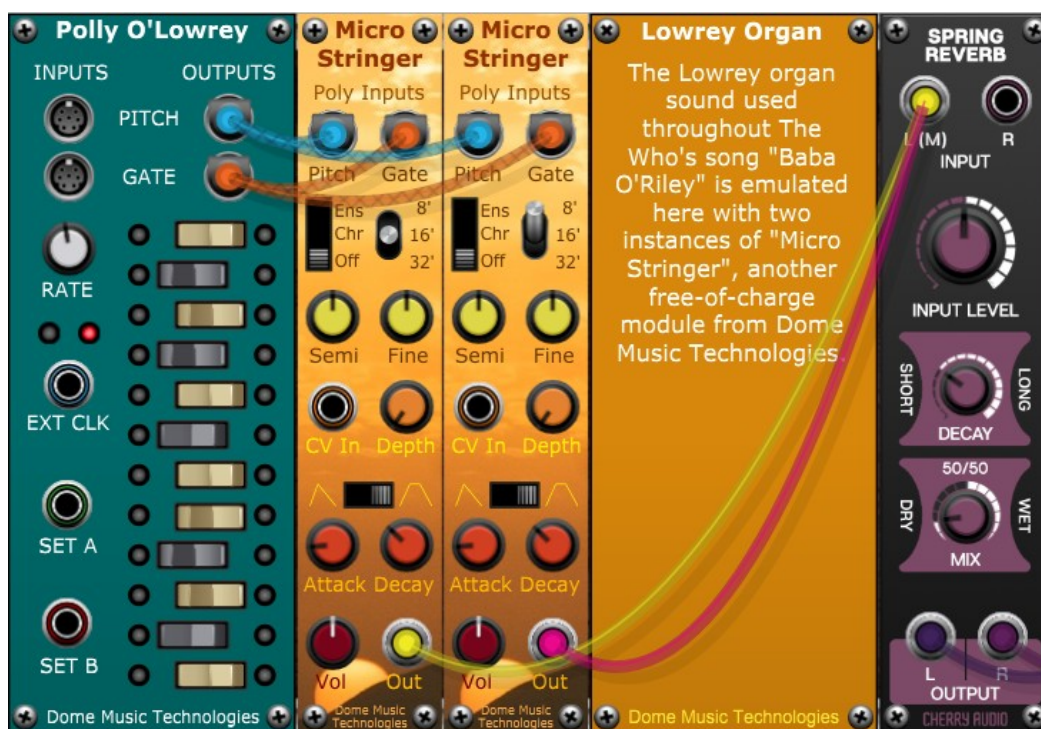 Polly O'Lowrey
INPUTS OUTPUTS
PITCH
GATE
RATE
EXT CLK
SET A
SET B
Dome Music Technologies
Micro
Stringer
Poly Inputs
Pitch Gate
Ens 8'
Chr 16'
Off 32'
Semi Fine
CV In Depth
Attack Decay
Vol Out
Dome Music
Technologies
Micro
Stringer
Poly Inputs
Pitch Gate
Ens 8'
Chr 16'
Off 32'
Semi Fine
CV In Depth
Attack Decay
Vol Out
Dome Music
Technologies
Lowrey Organ
The Lowrey organ
sound used
throughout The
Who's song "Baba
O'Riley" is emulated
here with two
instances of "Micro
Stringer", another
free-of-charge
module from Dome
Music Technologies.
Dome Music Technologies
SPRING
REVERB
L (M) R
INPUT
INPUT LEVEL
SHORT LONG
DECAY
50/50
DRY WET
MIX
L R
OUTPUT
CHERRY AUDIO